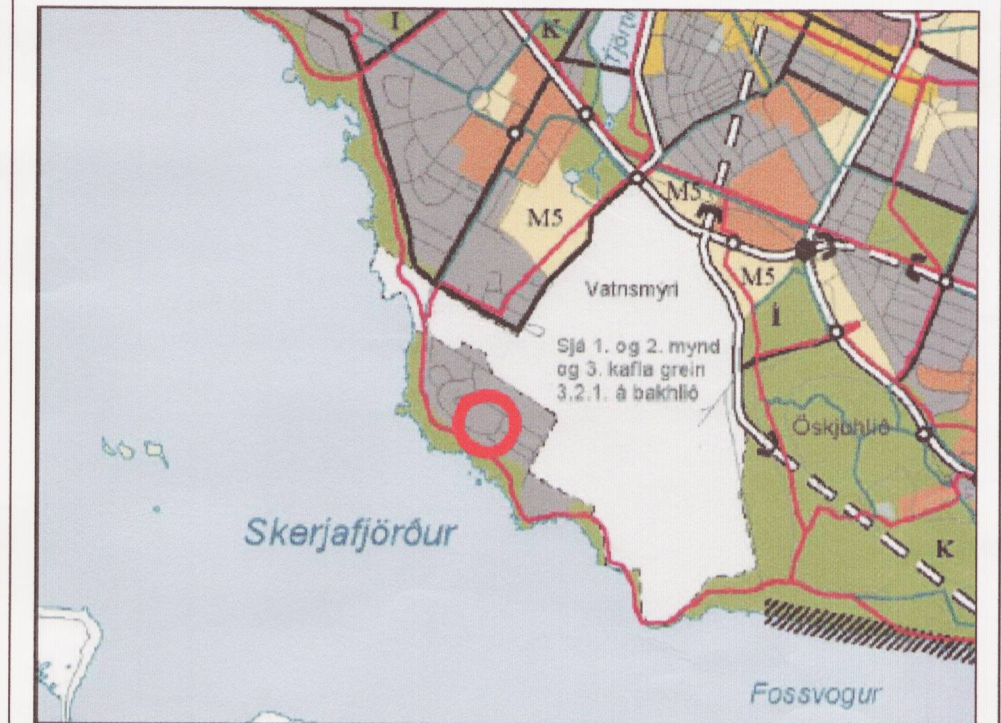 Í
K
Tjörnin
M5
M5
M5
Vatnsmýri
Í
Sjá 1. og 2. mynd
og 3. kafla grein
3.2.1. á bakhlið
Öskjuhlíð
Skerjafjörður
K
Fossvogur